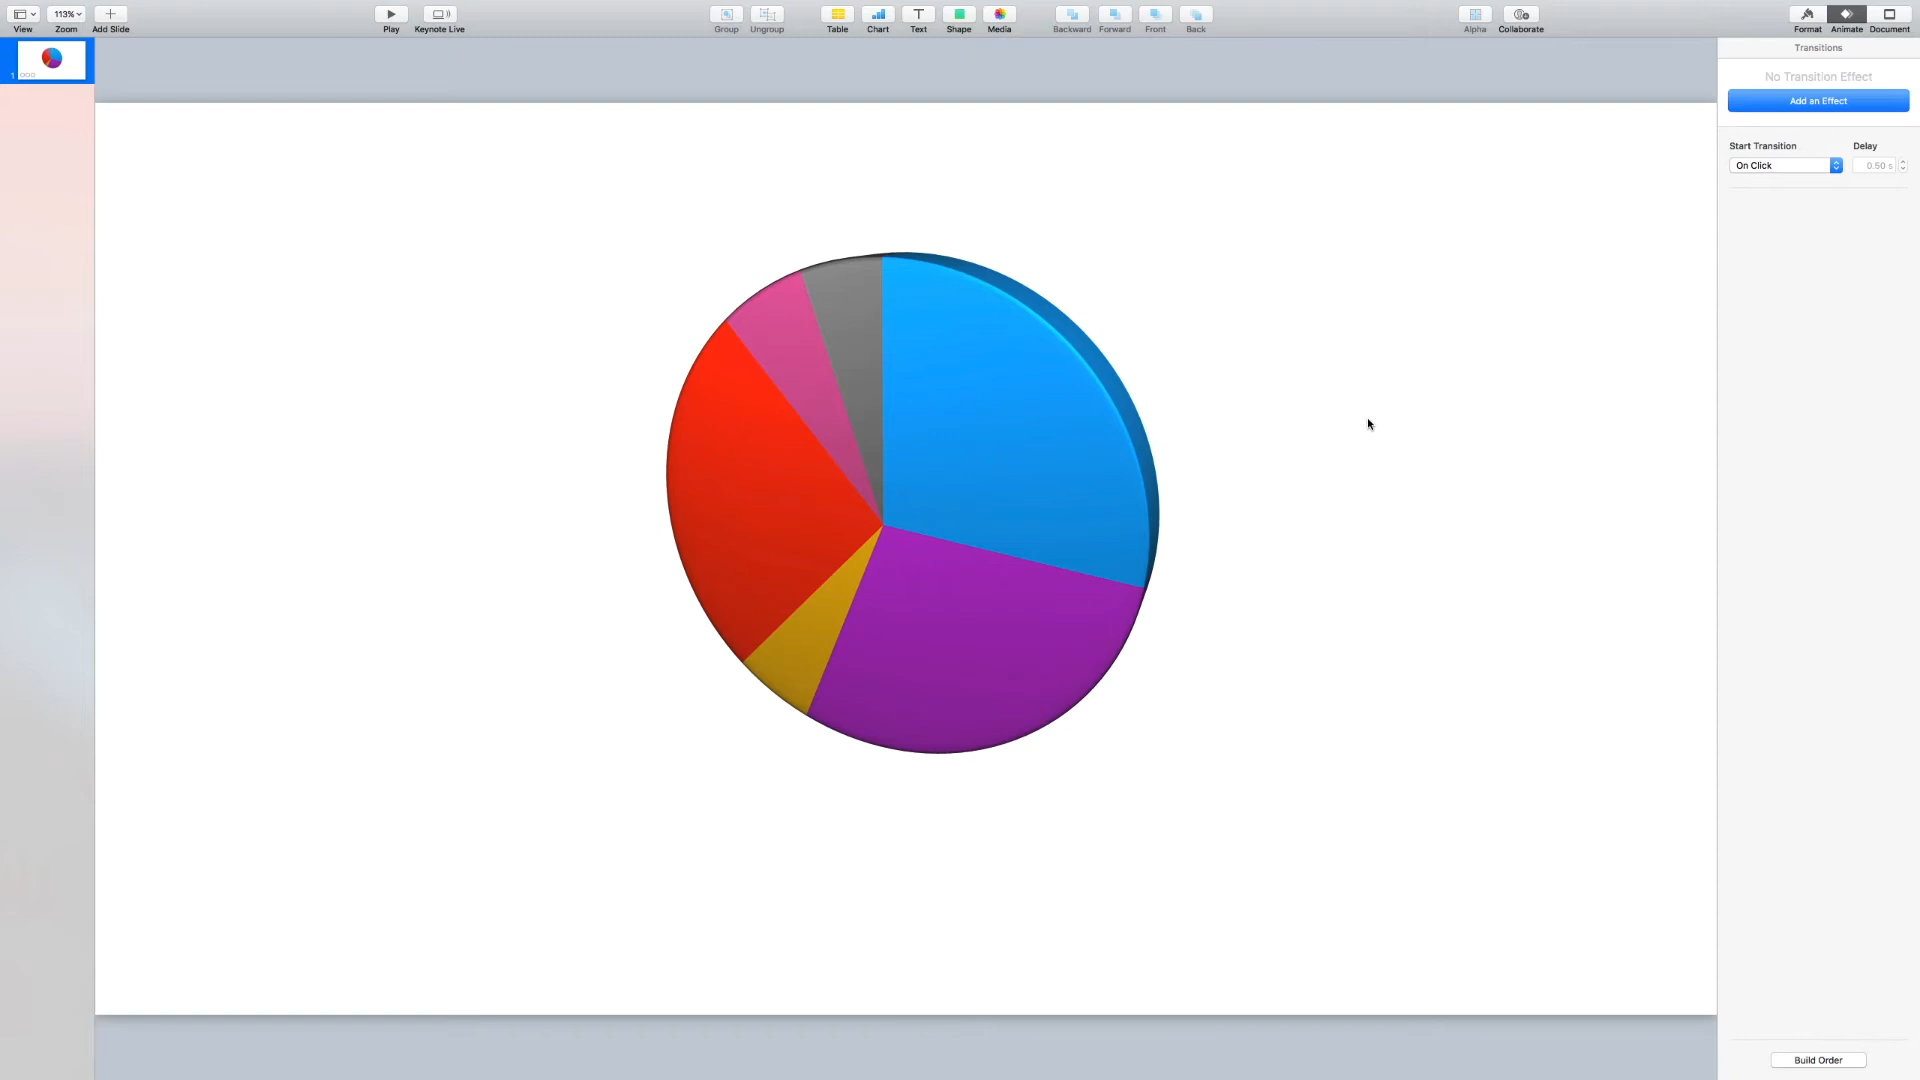 113%
View Zoom Add Slide Play Keynote Live Group Ungroup Table Chart Text Shape Media Backward Forward Front Back Alpha Collaborate Format Animate Document
Transitions
No Transition Effect
Add an Effect
Start Transition Delay
On Click 0.50 s
1
Build Order